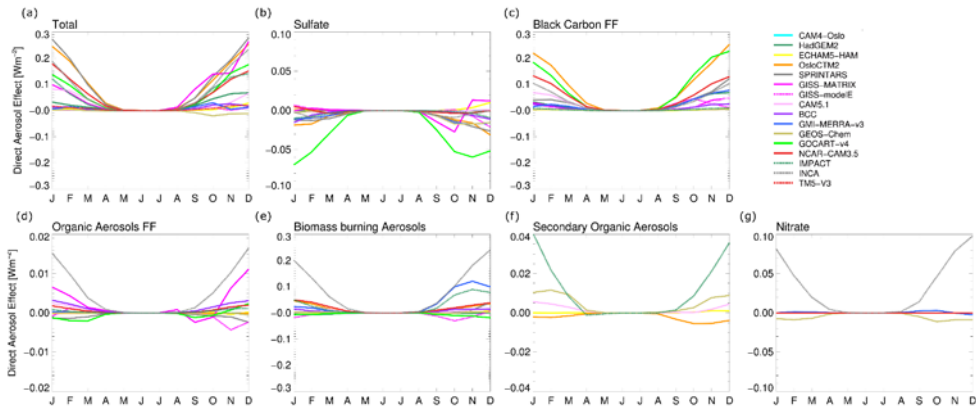 (a) Total
Direct Aerosol Effect [Wm⁻²]
0.3
0.2
0.1
-0.0
-0.1
-0.2
-0.3
J F M A M J J A S O N D
(b) Sulfate
0.10
0.05
0.000
-0.05
-0.10
J F M A M J J A S O N D
(c) Black Carbon FF
0.3
0.2
0.1
-0.0
-0.1
-0.2
-0.3
J F M A M J J A S O N D
CAM4-Oslo
HadGEM2
ECHAM5-HAM
OsloCTM2
SPRINTARS
GISS-MATRIX
GISS-modelE
CAM5.1
BCC
GMI-MERRA-v3
GEOS-Chem
GOCART-v4
NCAR-CAM3.5
IMPACT
INCA
TM5-V3
(d) Organic Aerosols FF
Direct Aerosol Effect [Wm⁻²]
0.02
0.01
0.00
-0.01
-0.02
J F M A M J J A S O N D
(e) Biomass burning Aerosols
0.3
0.2
0.1
0.0
-0.1
-0.2
-0.3
J F M A M J J A S O N D
(f) Secondary Organic Aerosols
0.04
0.02
0.00
-0.02
-0.04
J F M A M J J A S O N D
(g) Nitrate
0.10
0.05
0.00
-0.05
-0.10
J F M A M J J A S O N D